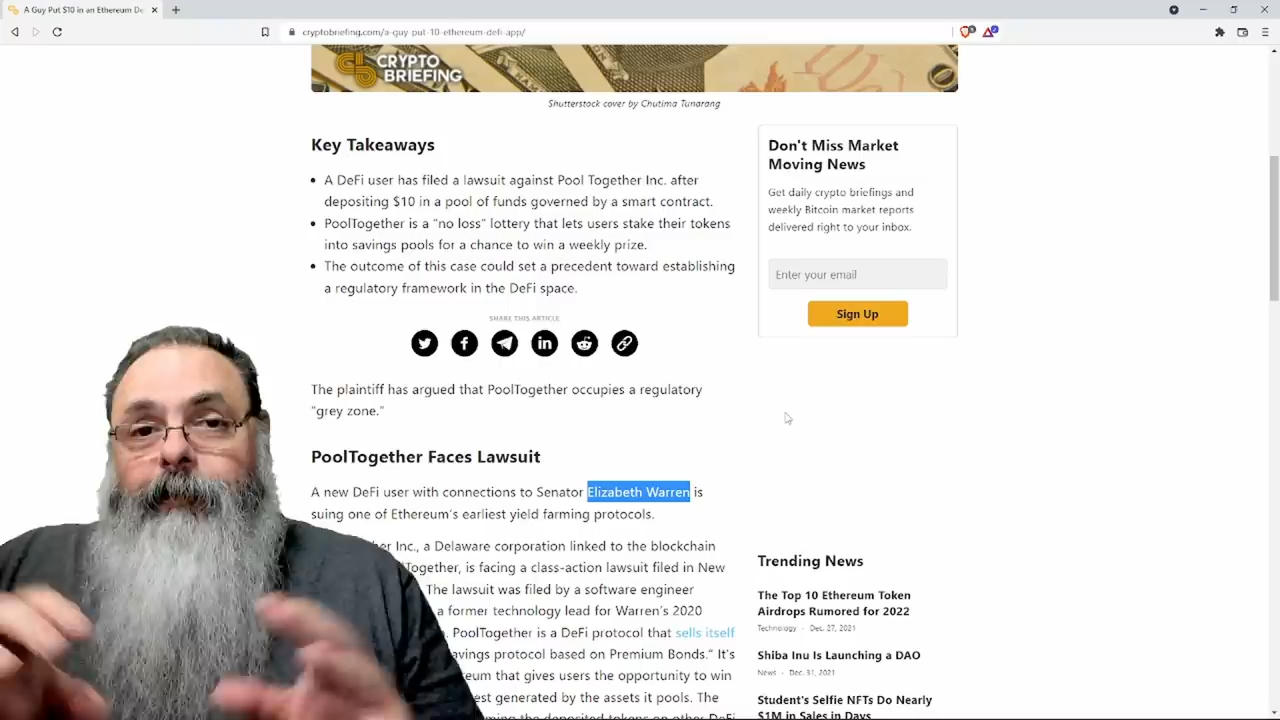 A Guy Put $10 in an Ethereum De
cryptobriefing.com/a-guy-put-10-ethereum-defi-app/
CRYPTO
BRIEFING
Shutterstock cover by Chutima Tunarang
Key Takeaways
A DeFi user has filed a lawsuit against Pool Together Inc. after
depositing $10 in a pool of funds governed by a smart contract.
PoolTogether is a "no loss" lottery that lets users stake their tokens
into savings pools for a chance to win a weekly prize.
The outcome of this case could set a precedent toward establishing
a regulatory framework in the DeFi space.
SHARE THIS ARTICLE
The plaintiff has argued that PoolTogether occupies a regulatory
"grey zone."
PoolTogether Faces Lawsuit
A new DeFi user with connections to Senator Elizabeth Warren is
suing one of Ethereum's earliest yield farming protocols.
Inc., a Delaware corporation linked to the blockchain
is facing a class-action lawsuit filed in New
The lawsuit was filed by a software engineer
a former technology lead for Warren's 2020
PoolTogether is a DeFi protocol that sells itself
protocol based on Premium Bonds." It's
that gives users the opportunity to win
generated by the assets it pools. The
the deposited tokens on other DeFi
Don't Miss Market
Moving News
Get daily crypto briefings and
weekly Bitcoin market reports
delivered right to your inbox.
Enter your email
Sign Up
Trending News
The Top 10 Ethereum Token
Airdrops Rumored for 2022
Technology - Dec. 27, 2021
Shiba Inu Is Launching a DAO
News - Dec. 31, 2021
Student's Selfie NFTs Do Nearly
$1M in Sales in Days